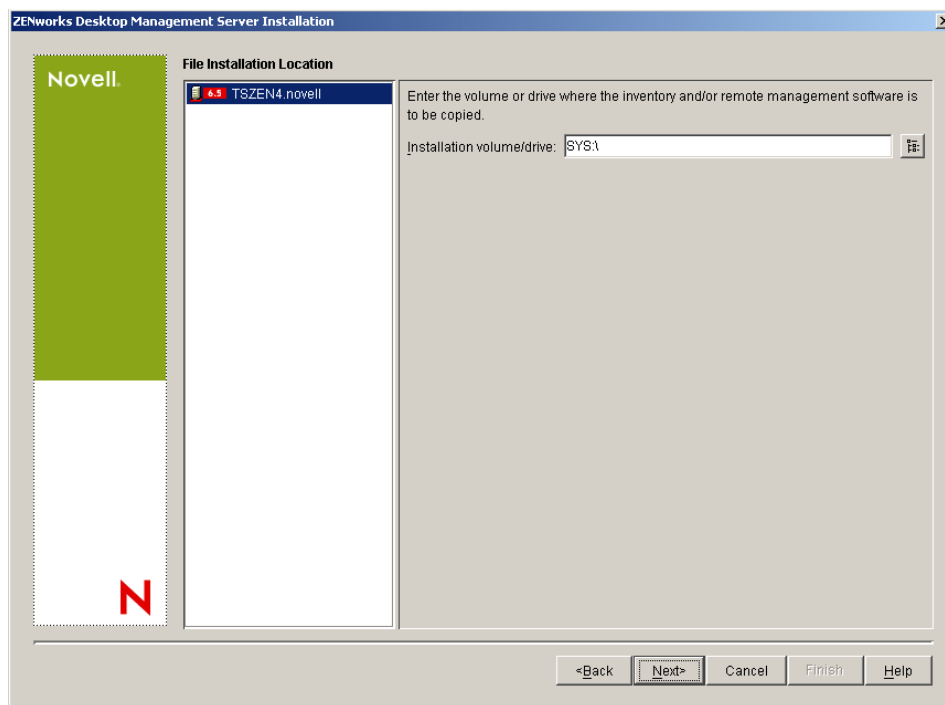 ZENworks Desktop Management Server Installation
Novell.
File Installation Location
6.5 TSZEN4.novell
Enter the volume or drive where the inventory and/or remote management software is
to be copied.
Installation volume/drive: SYS:\
N
<Back Next> Cancel Finish Help